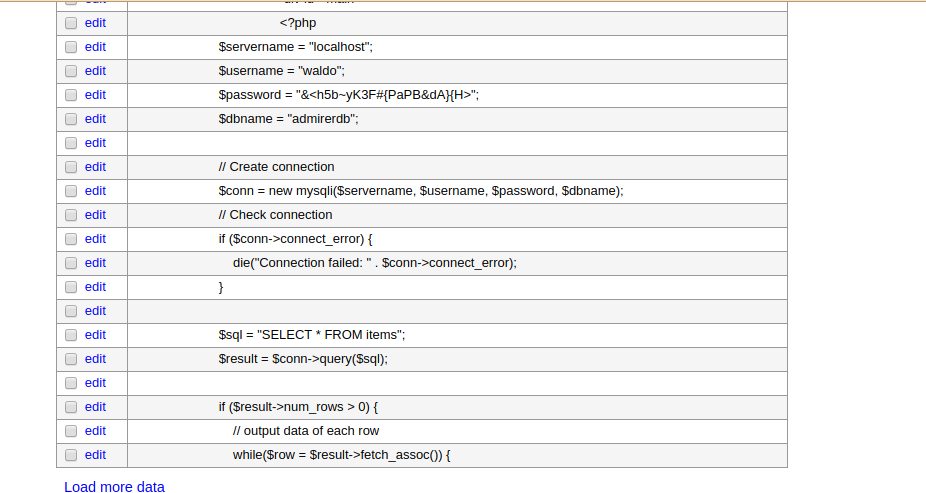 edit <?php
edit $servername = "localhost";
edit $username = "waldo";
edit $password = "&<h5b~yK3F#{PaPB&dA}{H>";
edit $dbname = "admirerdb";
edit
edit // Create connection
edit $conn = new mysqli($servername, $username, $password, $dbname);
edit // Check connection
edit if ($conn->connect_error) {
edit die("Connection failed: " . $conn->connect_error);
edit }
edit
edit $sql = "SELECT * FROM items";
edit $result = $conn->query($sql);
edit
edit if ($result->num_rows > 0) {
edit // output data of each row
edit while($row = $result->fetch_assoc()) {
Load more data